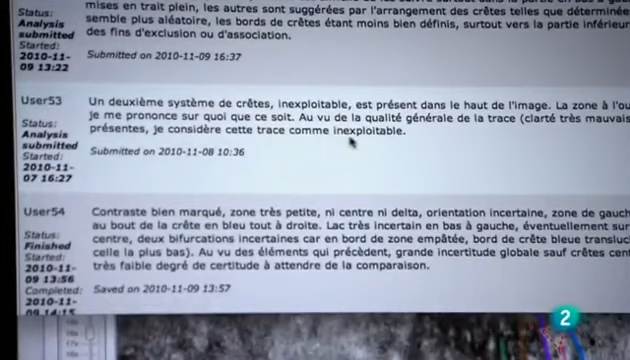 mises en trait plein, les autres sont suggérées par l'arrangement des crêtes telles que déterminée
semble plus aléatoire, les bords de crêtes étant moins bien définis, surtout vers la partie inférieur
des fins d'exclusion ou d'association.
Status:
Analysis
submitted
Started:
2010-11-
09 13:22
Submitted on 2010-11-09 16:37
User53
Un deuxième système de crêtes, inexploitable, est présent dans le haut de l'image. La zone à l'ou
je me prononce sur quoi que ce soit. Au vu de la qualité générale de la trace (clarté très mauvais
présentes, je considère cette trace comme inexploitable.
Status:
Analysis
submitted
Started:
2010-11-
07 16:27
Submitted on 2010-11-08 10:36
User54
Contraste bien marqué, zone très petite, ni centre ni delta, orientation incertaine, zone de gauch
au bout de la crête en bleu tout à droite. Lac très incertain en bas à gauche, éventuellement sur
centre, deux bifurcations incertaines car en bord de zone empâtée, bord de crête bleue transluc
celle la plus bas). Au vu des éléments qui précèdent, grande incertitude globale sauf crêtes cent
très faible degré de certitude à attendre de la comparaison.
Status:
Finished
Started:
2010-11-
09 13:56
Completed:
2010-11-
09 14:15
Saved on 2010-11-09 13:57
2